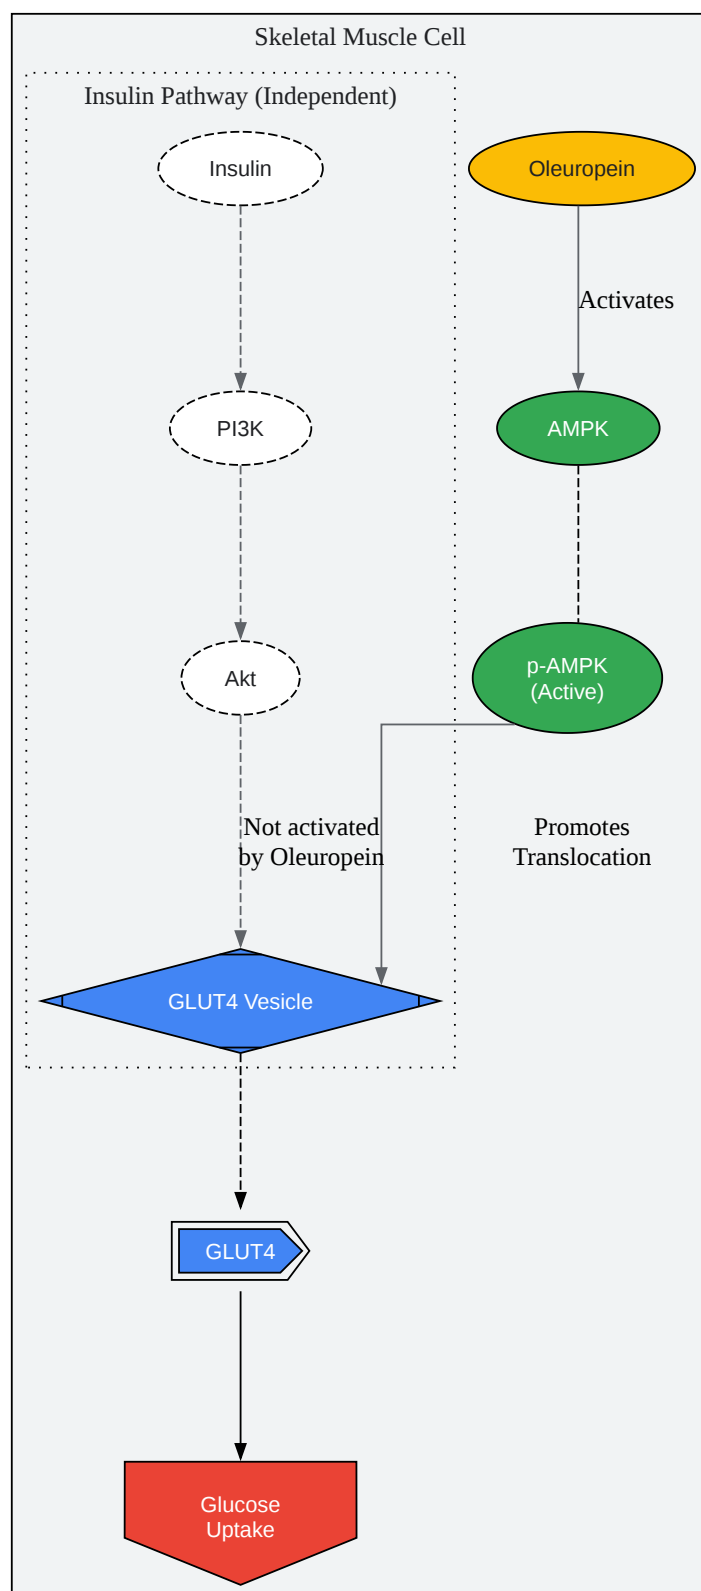 Skeletal Muscle Cell
Insulin Pathway (Independent)
Insulin
Oleuropein
Activates
PI3K
AMPK
Akt
p-AMPK
(Active)
Not activated
by Oleuropein
Promotes
Translocation
GLUT4 Vesicle
GLUT4
Glucose
Uptake